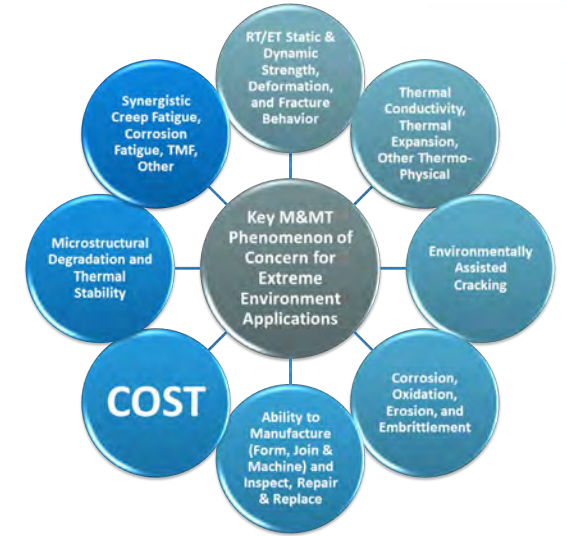 RT/ET Static &
Dynamic
Strength,
Deformation,
and Fracture
Behavior
Thermal
Conductivity,
Thermal
Expansion,
Other Thermo-
Physical
Environmentally
Assisted
Cracking
Corrosion,
Oxidation,
Erosion, and
Embrittlement
Ability to
Manufacture
(Form, Join &
Machine) and
Inspect, Repair
& Replace
COST
Microstructural
Degradation and
Thermal
Stability
Synergistic
Creep Fatigue,
Corrosion
Fatigue, TMF,
Other
Key M&MT
Phenomenon of
Concern for
Extreme
Environment
Applications